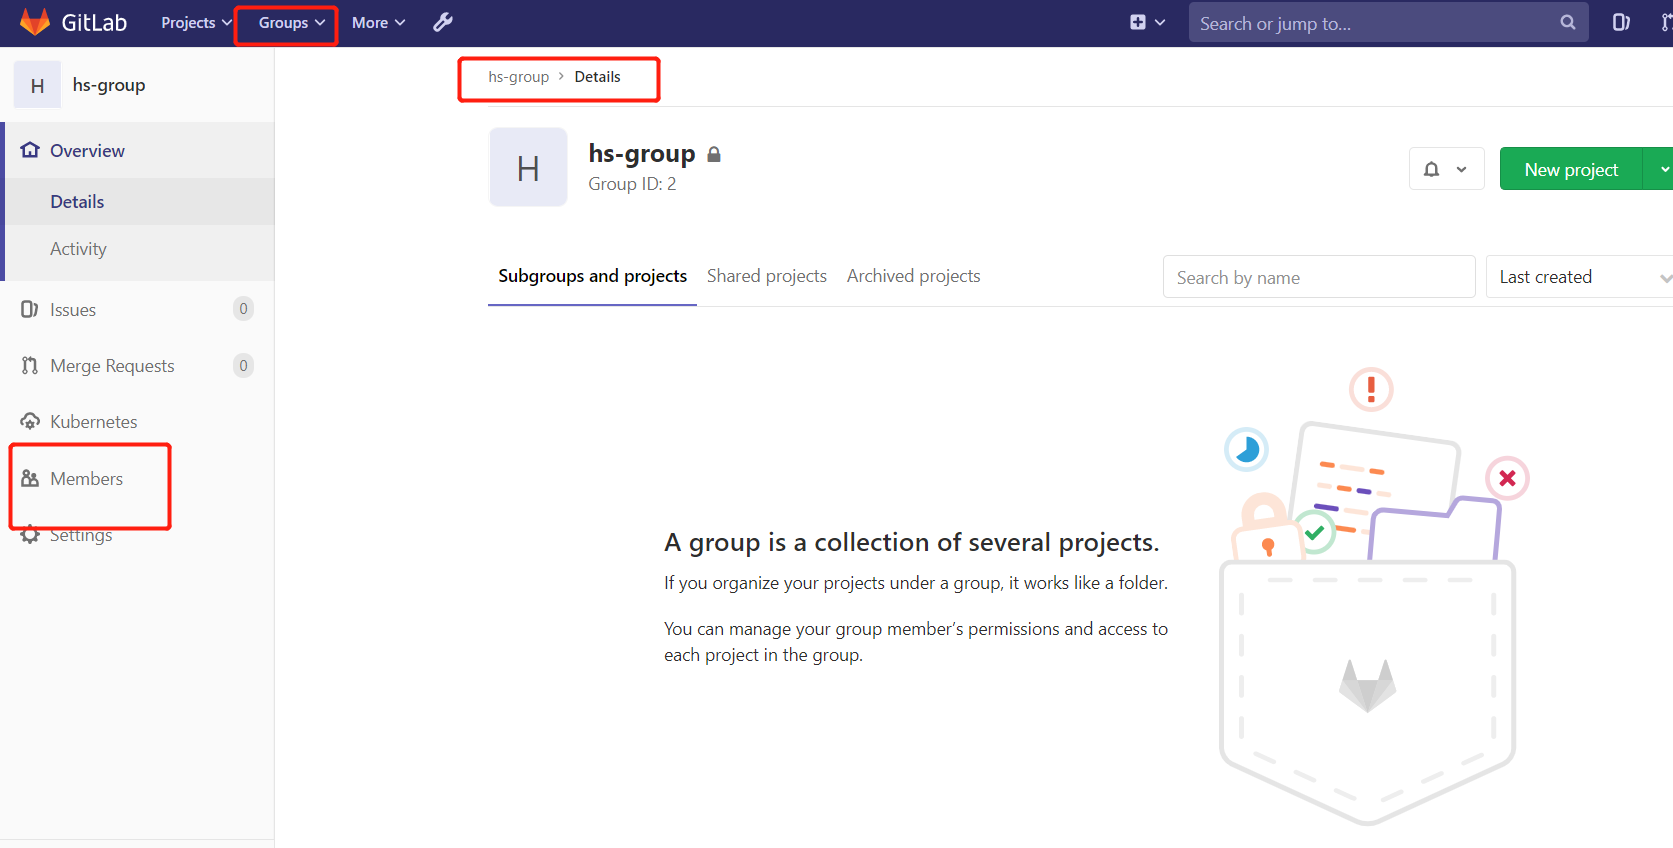 GitLab Projects Groups More Search or jump to...
H hs-group
Overview
Details
Activity
Issues 0
Merge Requests 0
Kubernetes
Members
Settings
hs-group > Details
H
hs-group
Group ID: 2
New project
Subgroups and projects Shared projects Archived projects Search by name Last created
A group is a collection of several projects.
If you organize your projects under a group, it works like a folder.
You can manage your group member’s permissions and access to
each project in the group.